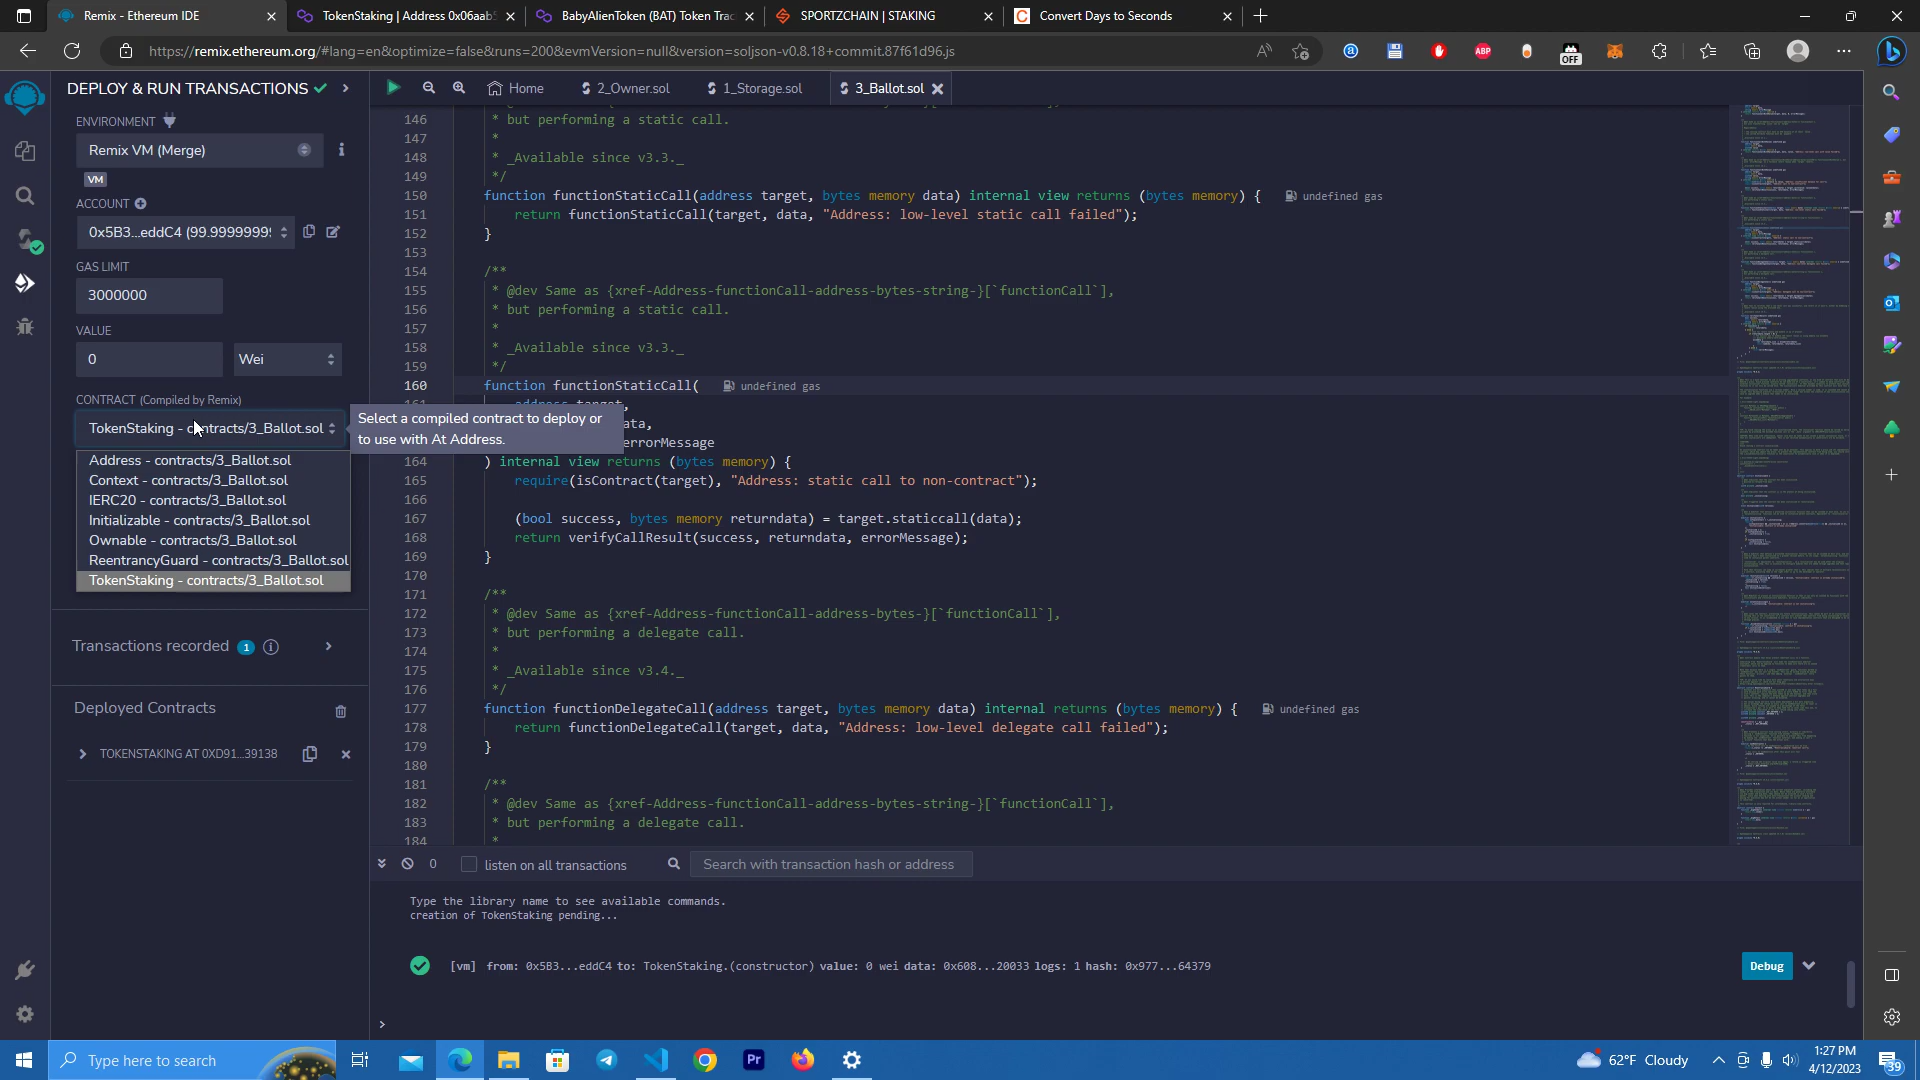 Remix - Ethereum IDE
TokenStaking | Address 0x06aab5
BabyAlienToken (BAT) Token Trac
SPORTZCHAIN | STAKING
Convert Days to Seconds
https://remix.ethereum.org/#lang=en&optimize=false&runs=200&evmVersion=null&version=soljson-v0.8.18+commit.87f61d96.js
DEPLOY & RUN TRANSACTIONS
Home
2_Owner.sol
1_Storage.sol
3_Ballot.sol
ENVIRONMENT
Remix VM (Merge)
VM
ACCOUNT
0x5B3...eddC4 (99.9999999
GAS LIMIT
3000000
VALUE
0
Wei
CONTRACT (Compiled by Remix)
TokenStaking - contracts/3_Ballot.sol
Select a compiled contract to deploy or
to use with At Address.
Address - contracts/3_Ballot.sol
Context - contracts/3_Ballot.sol
IERC20 - contracts/3_Ballot.sol
Initializable - contracts/3_Ballot.sol
Ownable - contracts/3_Ballot.sol
ReentrancyGuard - contracts/3_Ballot.sol
TokenStaking - contracts/3_Ballot.sol
Transactions recorded 1
Deployed Contracts
TOKENSTAKING AT 0XD91...39138
146 * but performing a static call.
147 *
148 * _Available since v3.3._
149 */
150 function functionStaticCall(address target, bytes memory data) internal view returns (bytes memory) { undefined gas
151 return functionStaticCall(target, data, "Address: low-level static call failed");
152 }
153
154 /**
155 * @dev Same as {xref-Address-functionCall-address-bytes-string-}[`functionCall`],
156 * but performing a static call.
157 *
158 * _Available since v3.3._
159 */
160 function functionStaticCall( undefined gas
161 address target,
ata,
errorMessage
164 ) internal view returns (bytes memory) {
165 require(isContract(target), "Address: static call to non-contract");
166
167 (bool success, bytes memory returndata) = target.staticcall(data);
168 return verifyCallResult(success, returndata, errorMessage);
169 }
170
171 /**
172 * @dev Same as {xref-Address-functionCall-address-bytes-}[`functionCall`],
173 * but performing a delegate call.
174 *
175 * _Available since v3.4._
176 */
177 function functionDelegateCall(address target, bytes memory data) internal returns (bytes memory) { undefined gas
178 return functionDelegateCall(target, data, "Address: low-level delegate call failed");
179 }
180
181 /**
182 * @dev Same as {xref-Address-functionCall-address-bytes-string-}[`functionCall`],
183 * but performing a delegate call.
184 *
0
listen on all transactions
Search with transaction hash or address
Type the library name to see available commands.
creation of TokenStaking pending...
[vm] from: 0x5B3...eddC4 to: TokenStaking.(constructor) value: 0 wei data: 0x608...20033 logs: 1 hash: 0x977...64379
Debug
>
ABP
OFF
Type here to search
Pr
62°F Cloudy
1:27 PM
4/12/2023
39